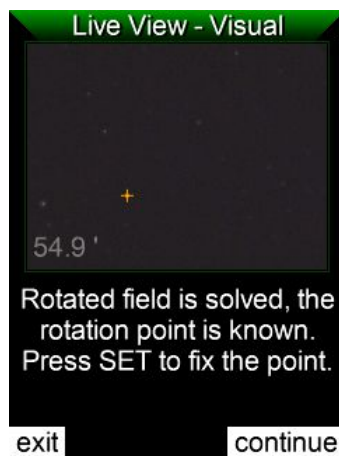 Live View - Visual
54.9 '
Rotated field is solved, the
rotation point is known.
Press SET to fix the point.
exit
continue